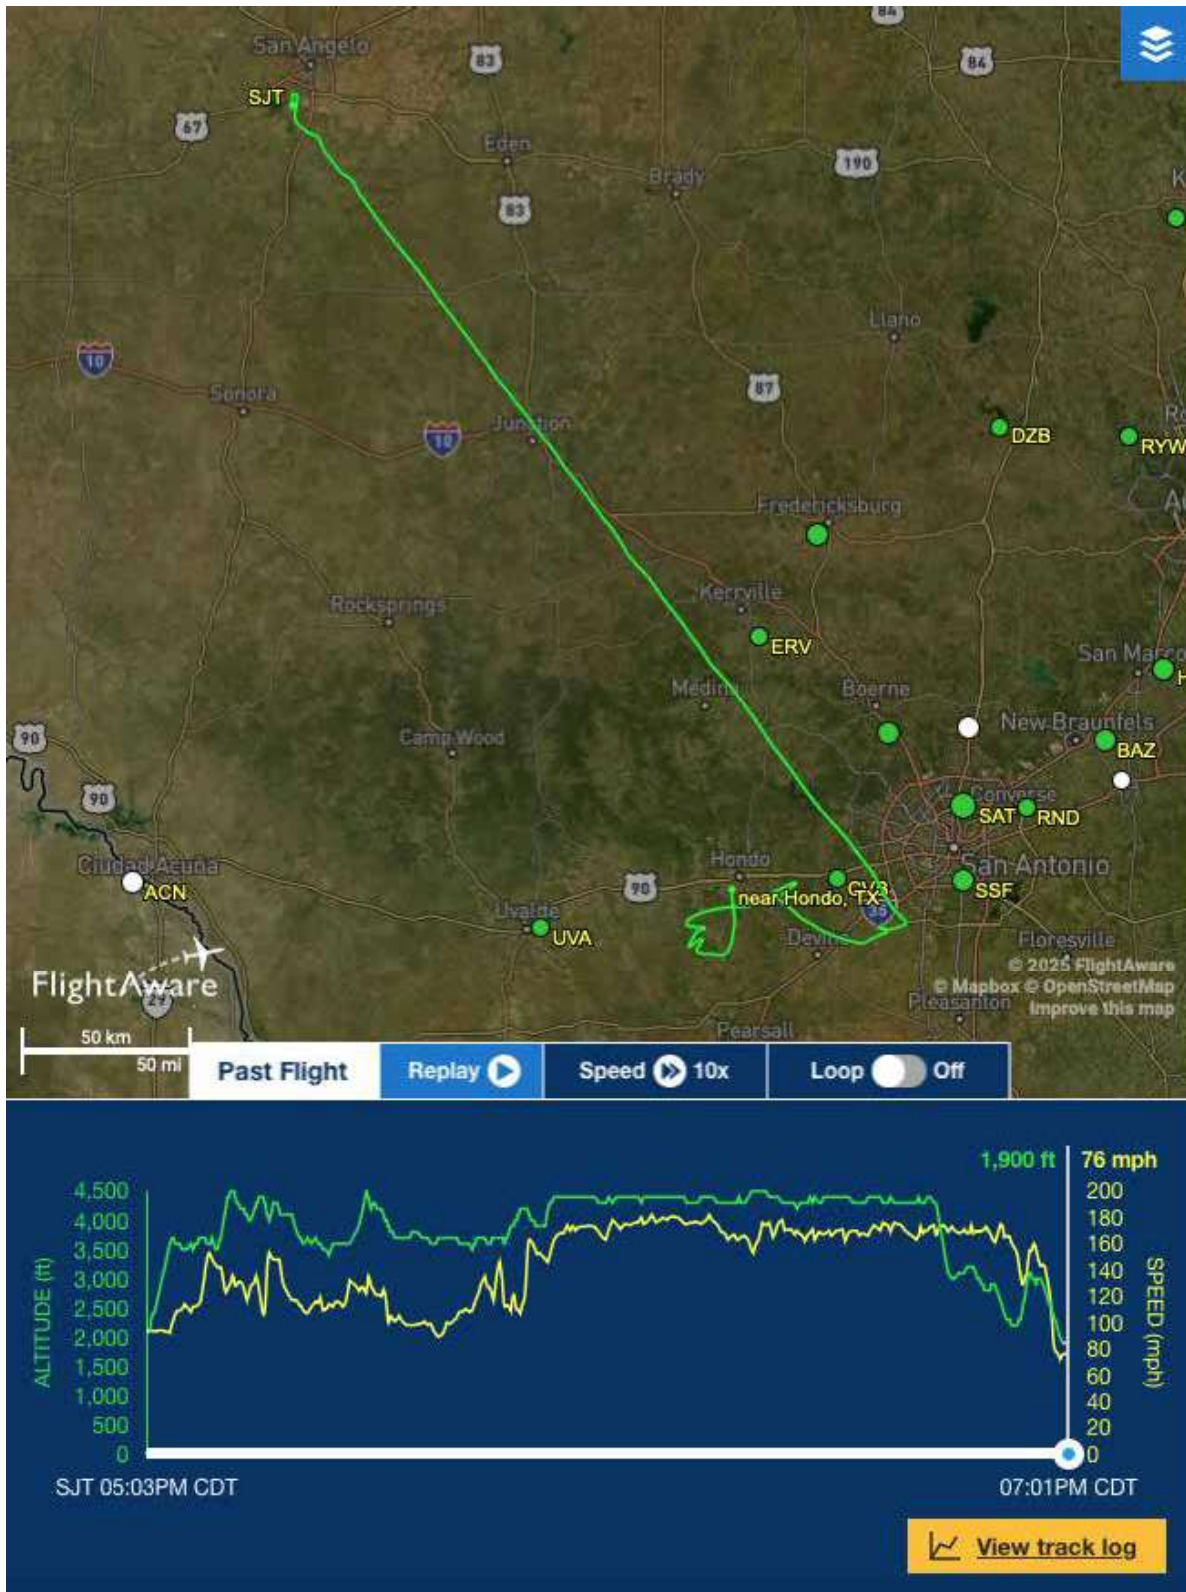 84
San Angelo
83
84
SJT
67
Eden
190
Brady
K
83
Llano
10
87
Sonora
Junction
10
DZB
RYW
Fredericksburg
Kerrville
Rocksprings
ERV
San Marco
H
Medina
Boerne
New Braunfels
90
Camp Wood
BAZ
90
Converse
SAT
RND
Ciudad Acuña
Hondo
San Antonio
ACN
90
SSF
near Hondo, TX
35
Uvalde
UVA
Devine
Floresville
FlightAware
© 2025 FlightAware
© Mapbox © OpenStreetMap
Improve this map
29
Pleasanton
Pearsall
50 km
50 mi
Past Flight
Replay
Speed 10x
Loop Off
1,900 ft 76 mph
4,500 200
4,000 180
3,500 160
3,000 140
2,500 120
2,000 100
1,500 80
1,000 60
500 40
20
0 0
ALTITUDE (ft)
SPEED (mph)
SJT 05:03PM CDT 07:01PM CDT
View track log